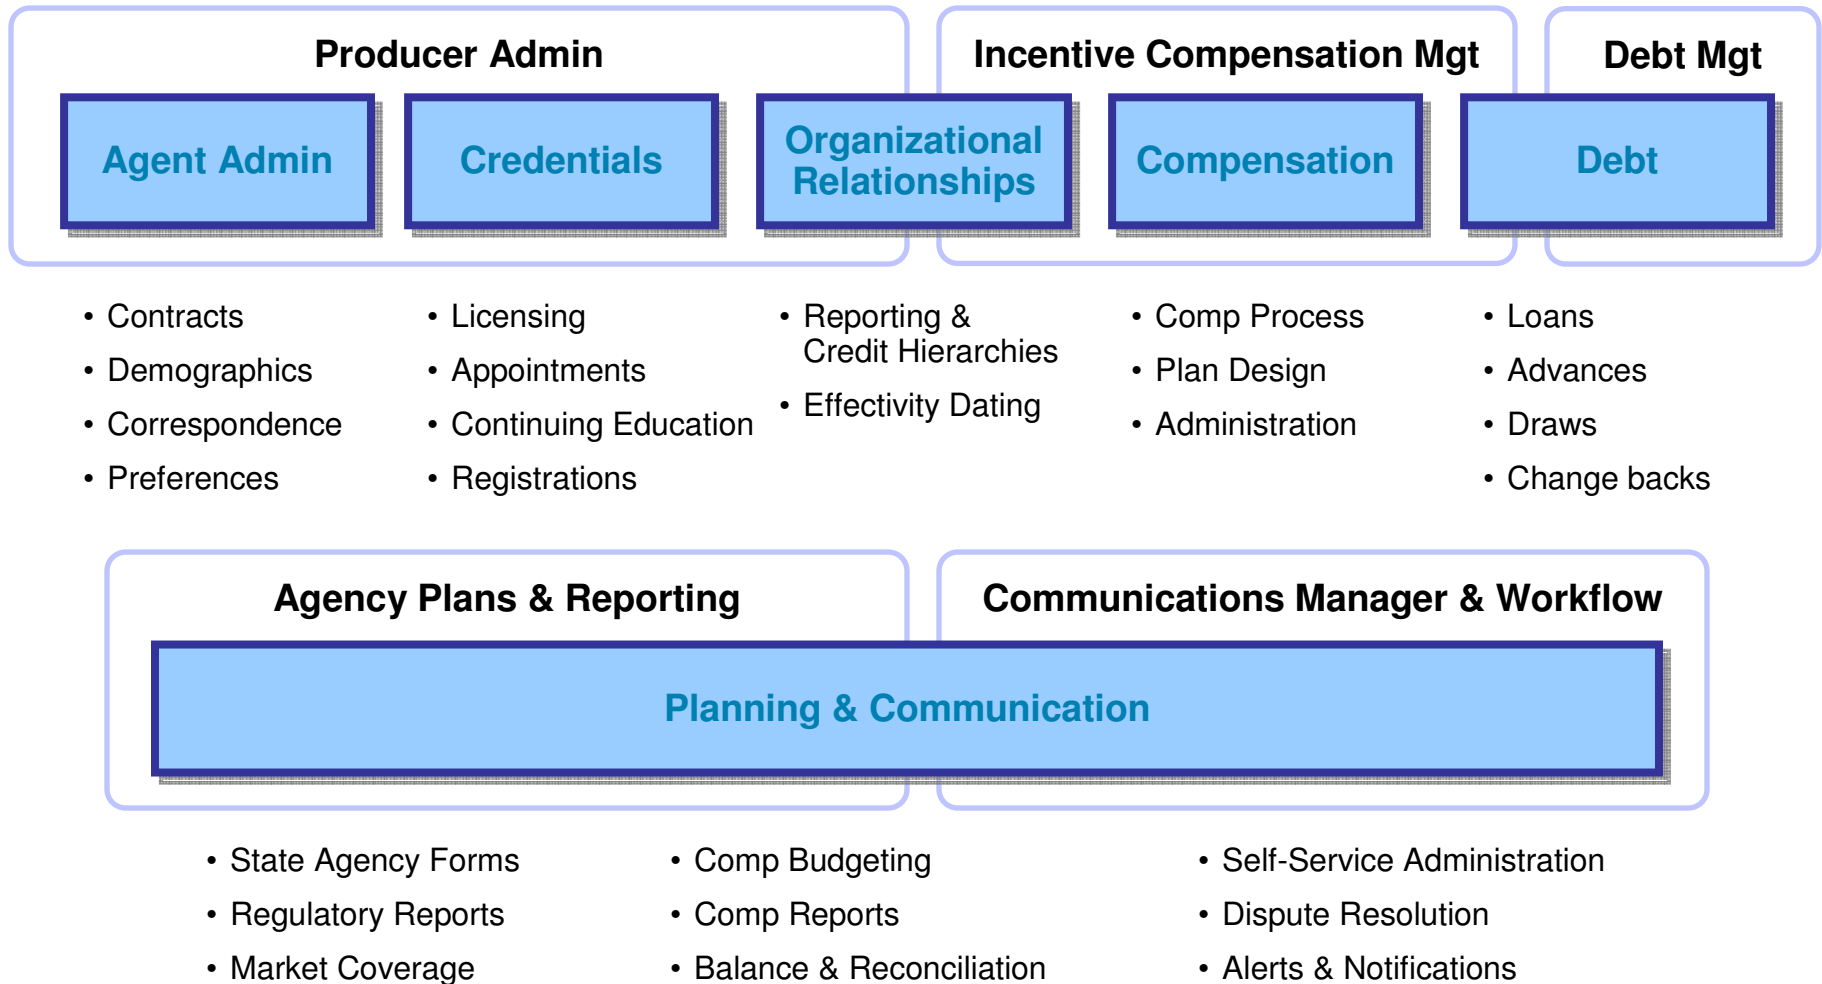 Producer Admin
Incentive Compensation Mgt
Debt Mgt
Agent Admin
Credentials
Organizational
Relationships
Compensation
Debt
• Contracts
• Demographics
• Correspondence
• Preferences
• Licensing
• Appointments
• Continuing Education
• Registrations
• Reporting &
Credit Hierarchies
• Effectivity Dating
• Comp Process
• Plan Design
• Administration
• Loans
• Advances
• Draws
• Change backs
Agency Plans & Reporting
Communications Manager & Workflow
Planning & Communication
• State Agency Forms
• Regulatory Reports
• Market Coverage
• Comp Budgeting
• Comp Reports
• Balance & Reconciliation
• Self-Service Administration
• Dispute Resolution
• Alerts & Notifications